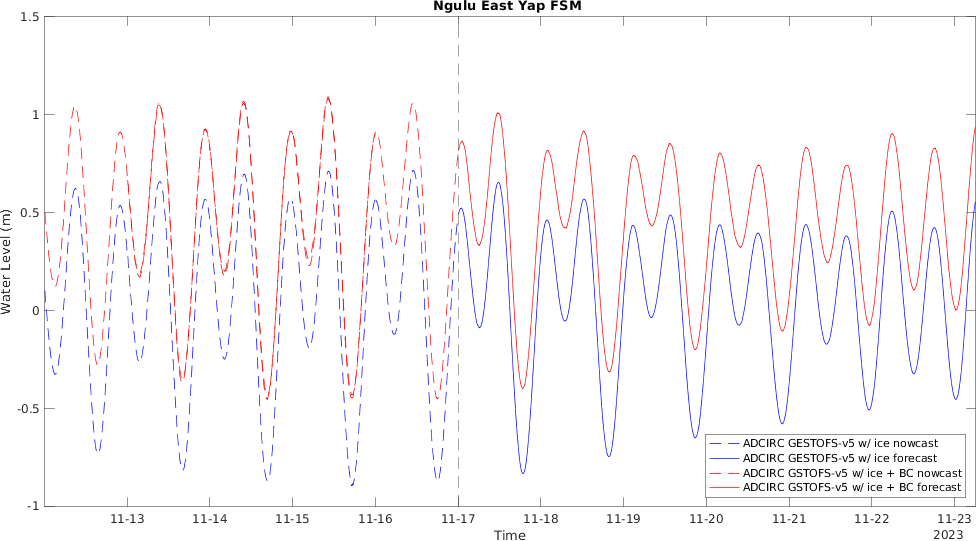 Ngulu East Yap FSM
1.5
1
0.5
0
-0.5
-1
Water Level (m)
11-13
11-14
11-15
11-16
11-17
11-18
11-19
11-20
11-21
11-22
11-23
2023
Time
ADCIRC GESTOFS-v5 w/ ice nowcast
ADCIRC GESTOFS-v5 w/ ice forecast
ADCIRC GSTOFS-v5 w/ice + BC nowcast
ADCIRC GSTOFS-v5 w/ice + BC forecast